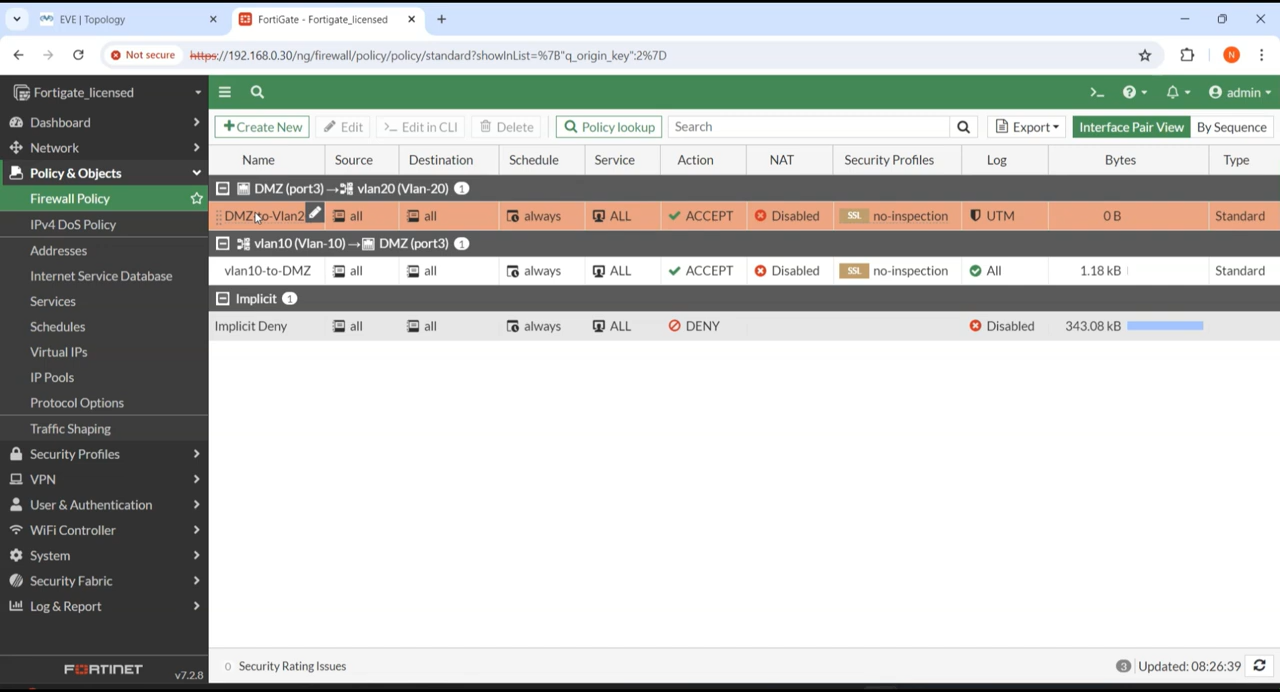 EVE | Topology
FortiGate - Fortigate_licensed
Not secure https://192.168.0.30/ng/firewall/policy/policy/standard?showInList=%7B"q_origin_key":2%7D
N
Fortigate_licensed
>_ ? admin
Dashboard
Network
Policy & Objects
Firewall Policy
IPv4 DoS Policy
Addresses
Internet Service Database
Services
Schedules
Virtual IPs
IP Pools
Protocol Options
Traffic Shaping
Security Profiles
VPN
User & Authentication
WiFi Controller
System
Security Fabric
Log & Report
FORTINET v7.2.8
+Create New Edit >_ Edit in CLI Delete Policy lookup Search Export Interface Pair View By Sequence
Name Source Destination Schedule Service Action NAT Security Profiles Log Bytes Type
DMZ (port3) → vlan20 (Vlan-20) 1
DMZ-to-Vlan2 all all always ALL ACCEPT Disabled SSL no-inspection UTM 0 B Standard
vlan10 (Vlan-10) → DMZ (port3) 1
vlan10-to-DMZ all all always ALL ACCEPT Disabled SSL no-inspection All 1.18 kB Standard
Implicit 1
Implicit Deny all all always ALL DENY Disabled 343.08 kB
0 Security Rating Issues 3 Updated: 08:26:39